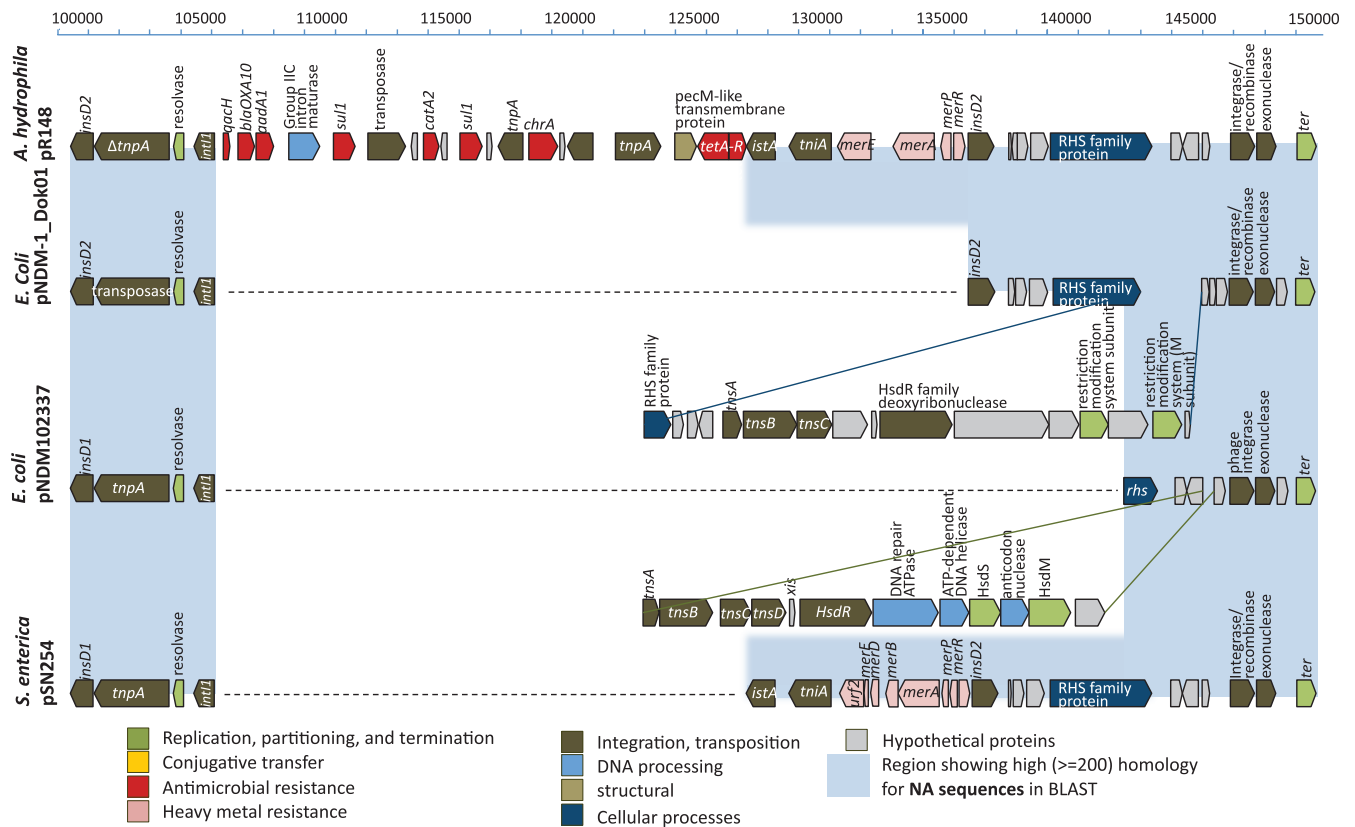 100000 105000 110000 115000 120000 125000 130000 135000 140000 145000 150000
A. hydrophila
pR148
insD2
ΔtnpA
resolvase
intI1
qacH
blaOXA10
aadA1
Group IIC
intron
maturase
sul1
transposase
catA2
sul1
tnpA
chrA
tnpA
pecM-like
transmembrane
protein
tetA-R
istA
tniA
merE
merA
merP
merR
insD2
RHS family
protein
integrase/
recombinase
exonuclease
ter
E. Coli
pNDM-1_Dok01
insD2
transposase
resolvase
intI1
insD2
RHS family
protein
integrase/
recombinase
exonuclease
ter
RHS family
protein
tnsA
tnsB
tnsC
HsdR family
deoxyribonuclease
restriction
modification
system subunit
restriction
modification
system (M
subunit)
E. coli
pNDM102337
insD1
tnpA
resolvase
intI1
rhs
phage
integrase
exonuclease
ter
tnsA
tnsB
tnsC
tnsD
xis
HsdR
DNA repair
ATPase
ATP-dependent
DNA helicase
HsdS
anticodon
nuclease
HsdM
S. enterica
pSN254
insD1
tnpA
resolvase
intI1
istA
tniA
urf2
merE
merD
merB
merA
merP
merR
insD2
RHS family
protein
Integrase/
recombinase
exonuclease
ter
Replication, partitioning, and termination
Conjugative transfer
Antimicrobial resistance
Heavy metal resistance
Integration, transposition
DNA processing
structural
Cellular processes
Hypothetical proteins
Region showing high (>=200) homology
for NA sequences in BLAST